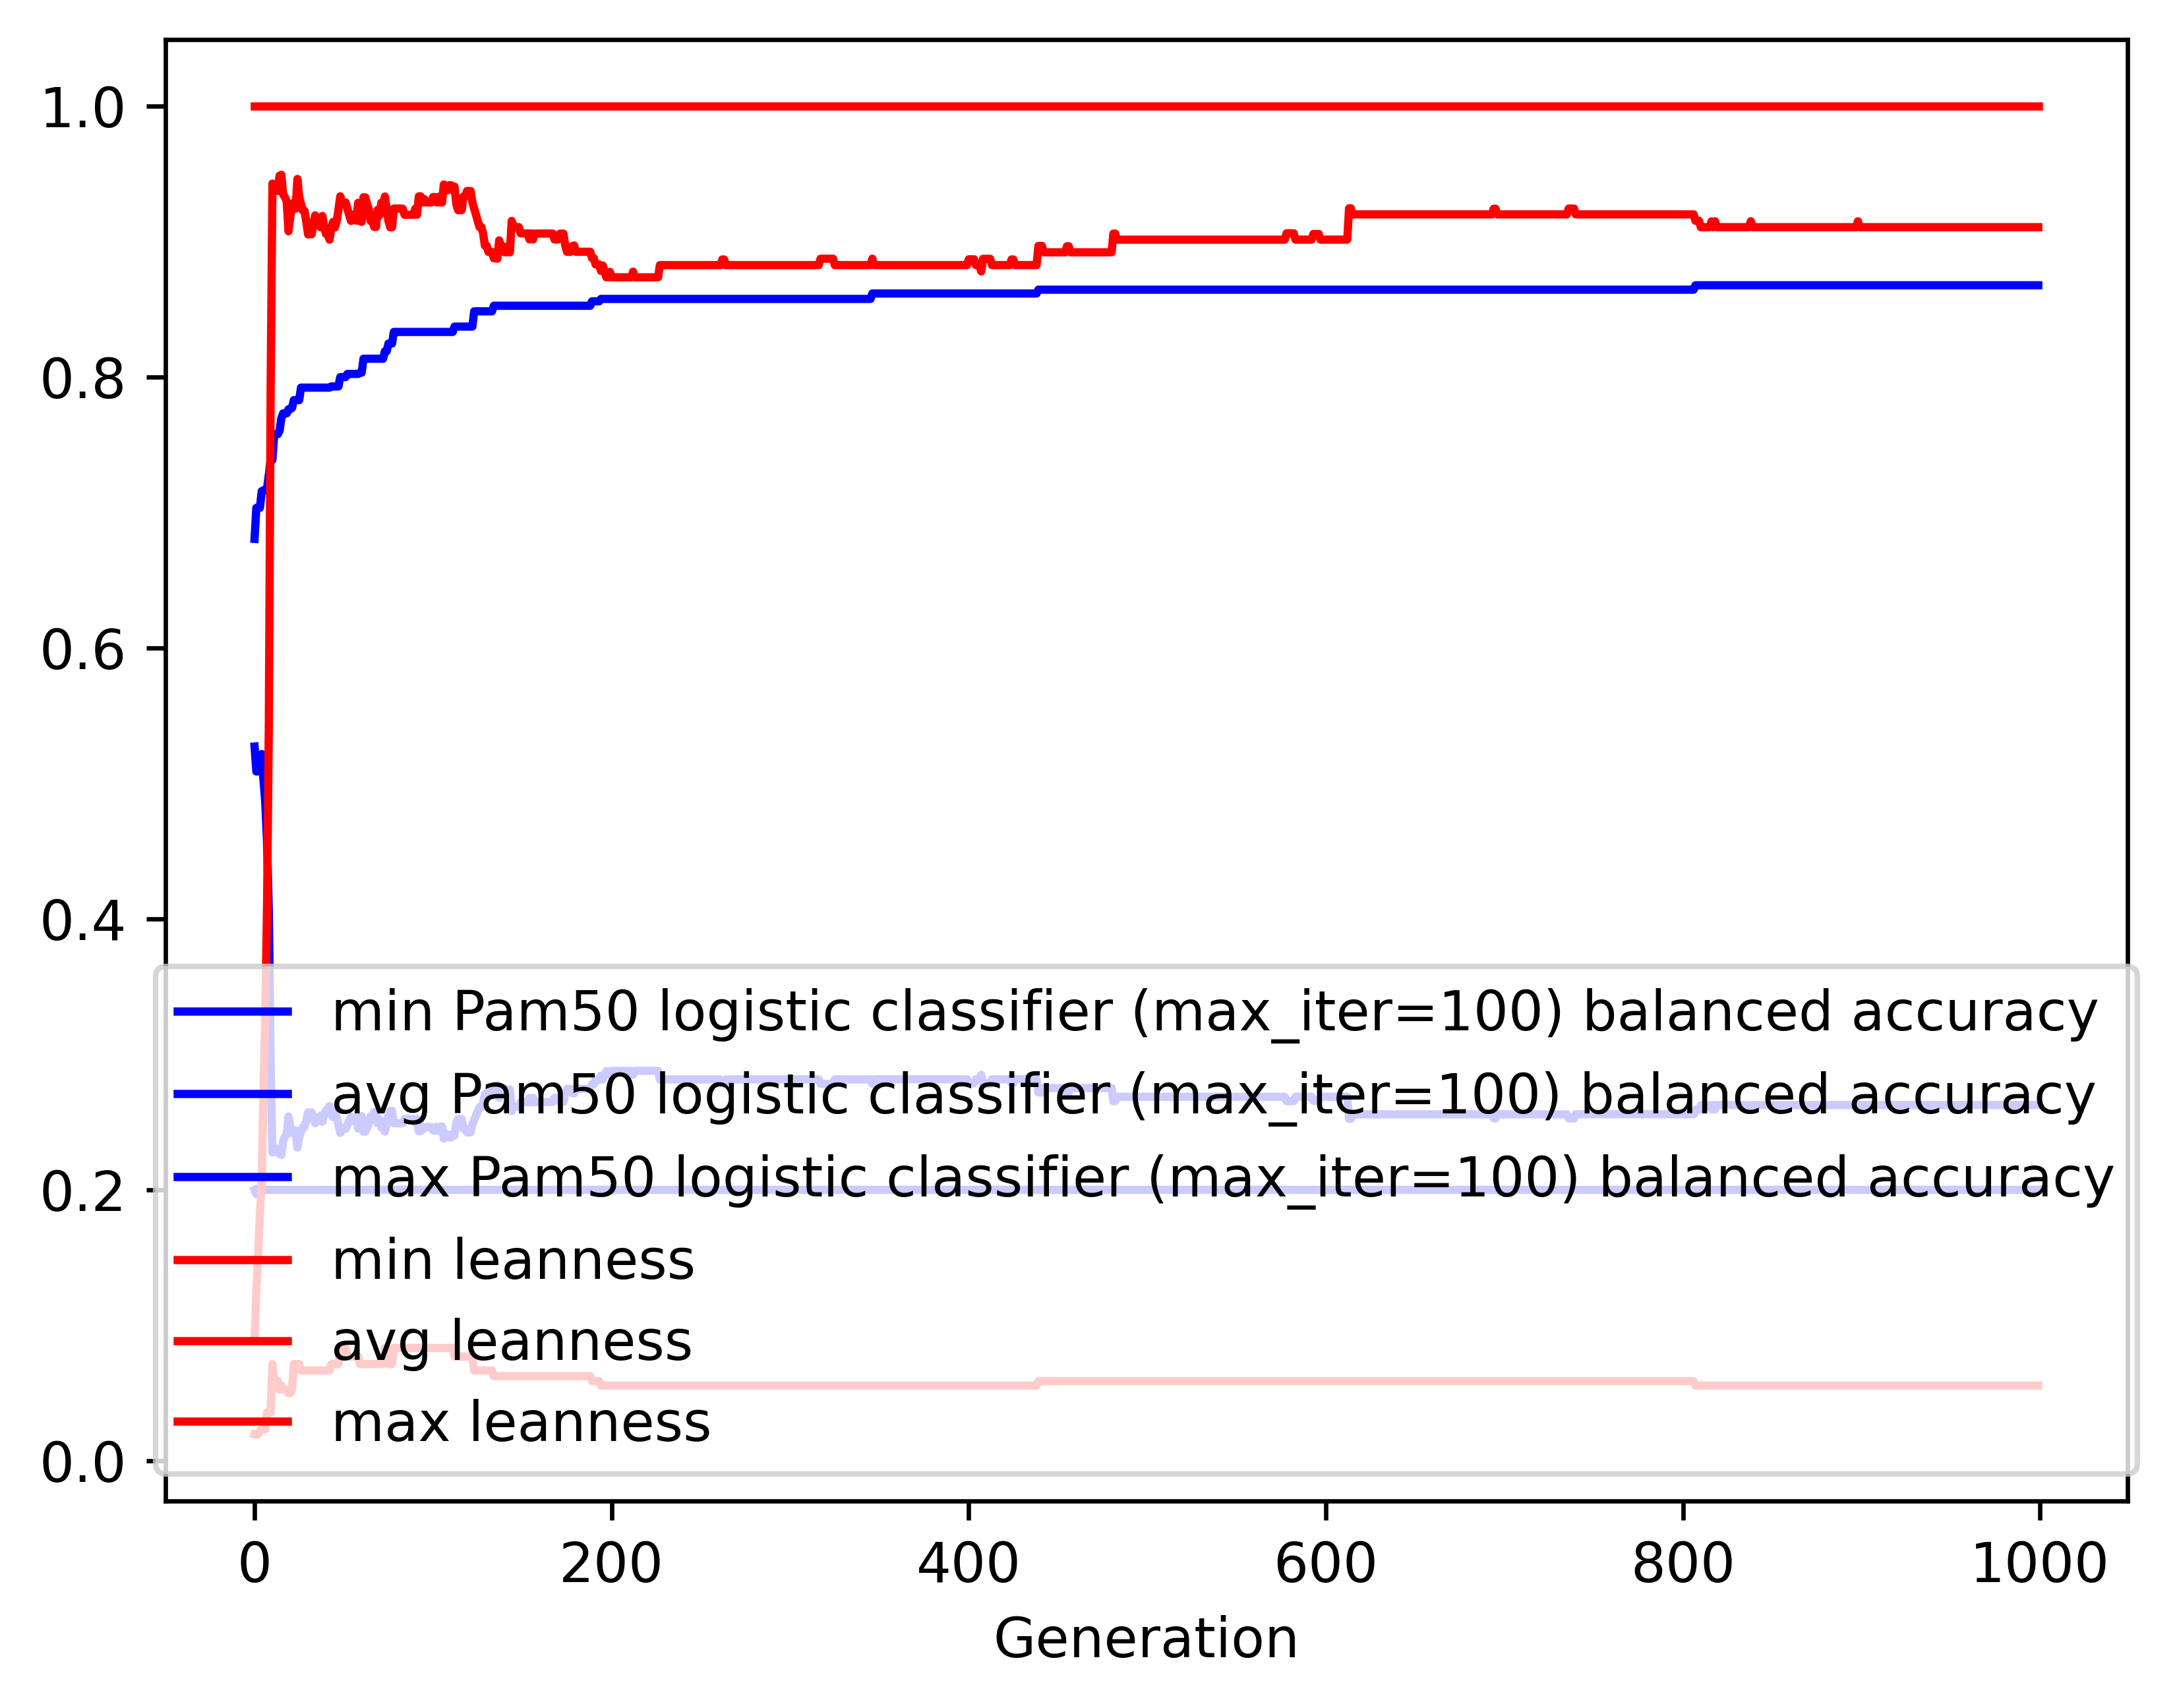 1.0
0.8
0.6
0.4
0.2
0.0
min Pam50 logistic classifier (max_iter=100) balanced accuracy
avg Pam50 logistic classifier (max_iter=100) balanced accuracy
max Pam50 logistic classifier (max_iter=100) balanced accuracy
min leanness
avg leanness
max leanness
0 200 400 600 800 1000
Generation